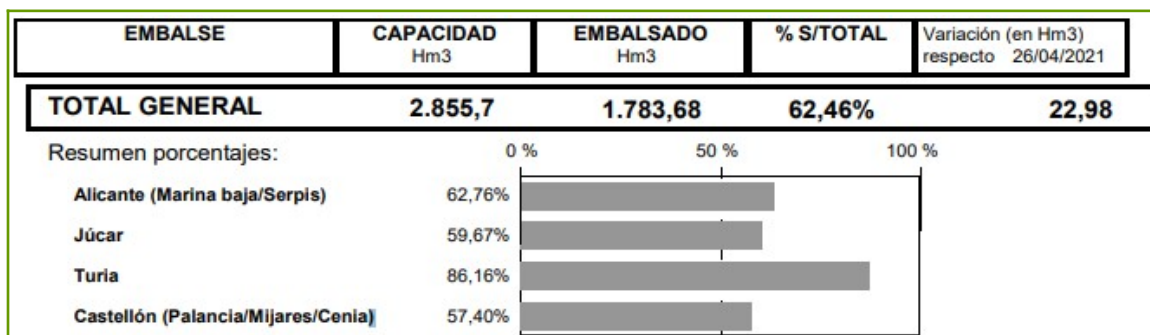 EMBALSE CAPACIDAD EMBALSADO % S/TOTAL Variación (en Hm3)
Hm3 Hm3 respecto 26/04/2021
TOTAL GENERAL 2.855,7 1.783,68 62,46% 22,98
Resumen porcentajes: 0 % 50 % 100 %
Alicante (Marina baja/Serpis) 62,76%
Júcar 59,67%
Turia 86,16%
Castellón (Palancia/Mijares/Cenia) 57,40%